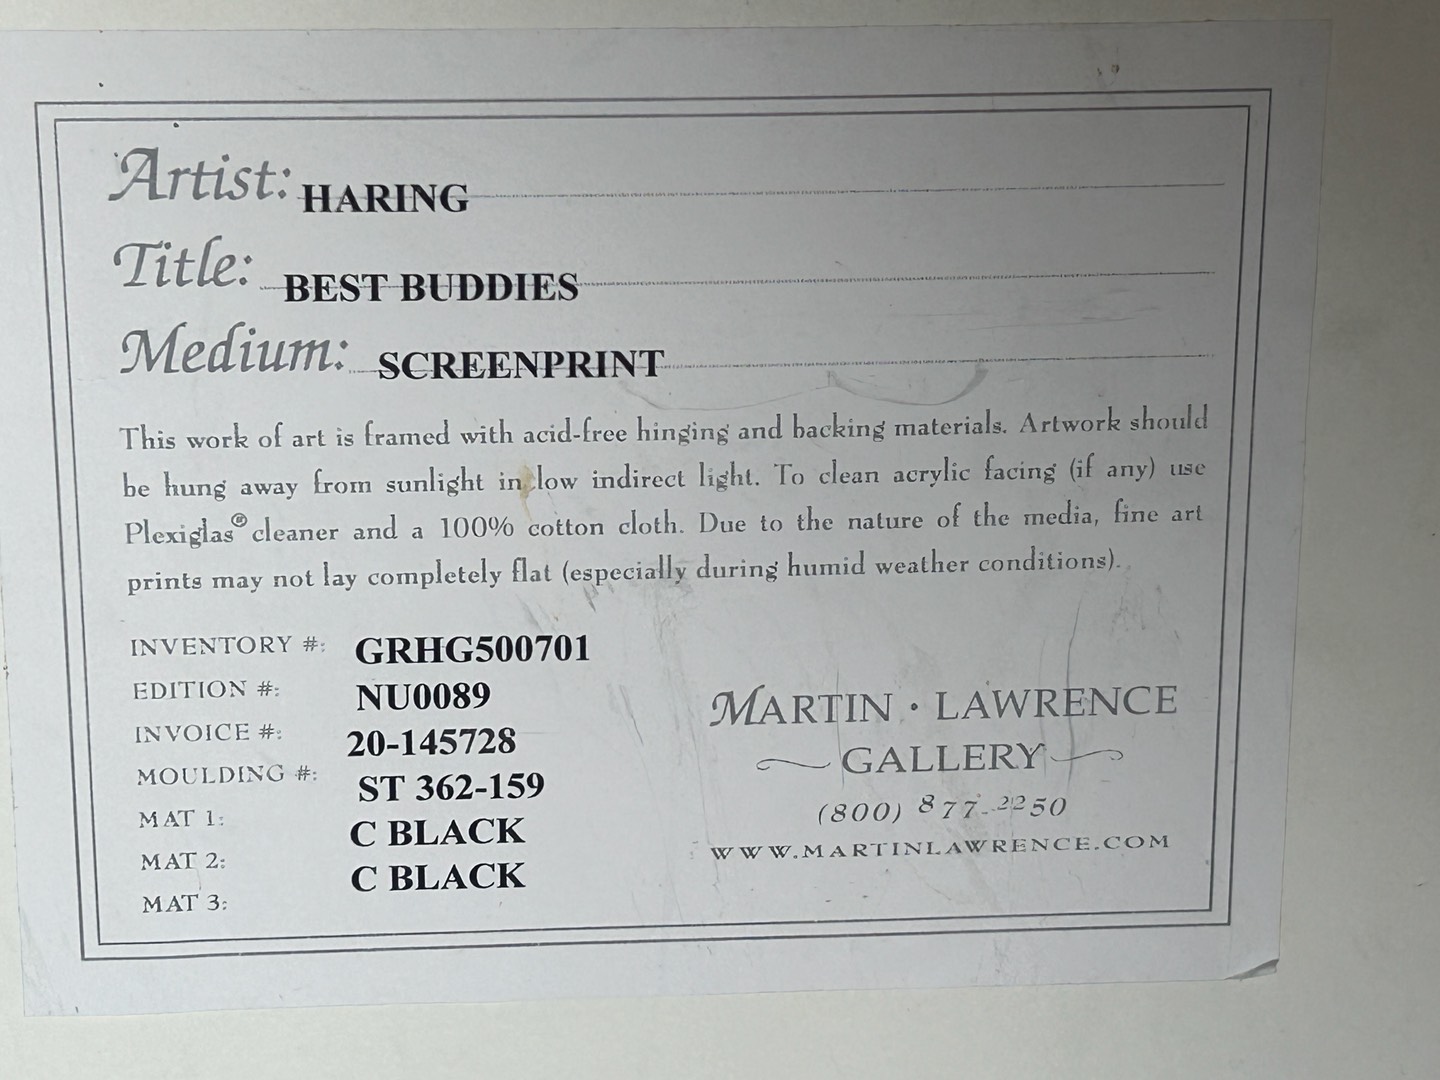 Artist: HARING
Title: BEST BUDDIES
Medium: SCREENPRINT
This work of art is framed with acid-free hinging and backing materials. Artwork should
be hung away from sunlight in low indirect light. To clean acrylic facing (if any) use
Plexiglas® cleaner and a 100% cotton cloth. Due to the nature of the media, fine art
prints may not lay completely flat (especially during humid weather conditions).
INVENTORY #: GRHG500701
EDITION #: NU0089
INVOICE #: 20-145728
MOULDING #: ST 362-159
MAT 1: C BLACK
MAT 2: C BLACK
MAT 3:
MARTIN · LAWRENCE
GALLERY
(800) 877-2250
WWW.MARTINLAWRENCE.COM